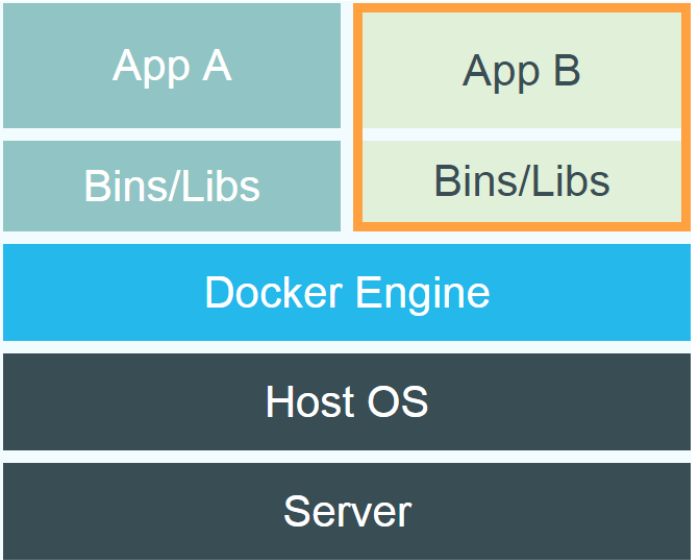 App A
App B
Bins/Libs
Bins/Libs
Docker Engine
Host OS
Server